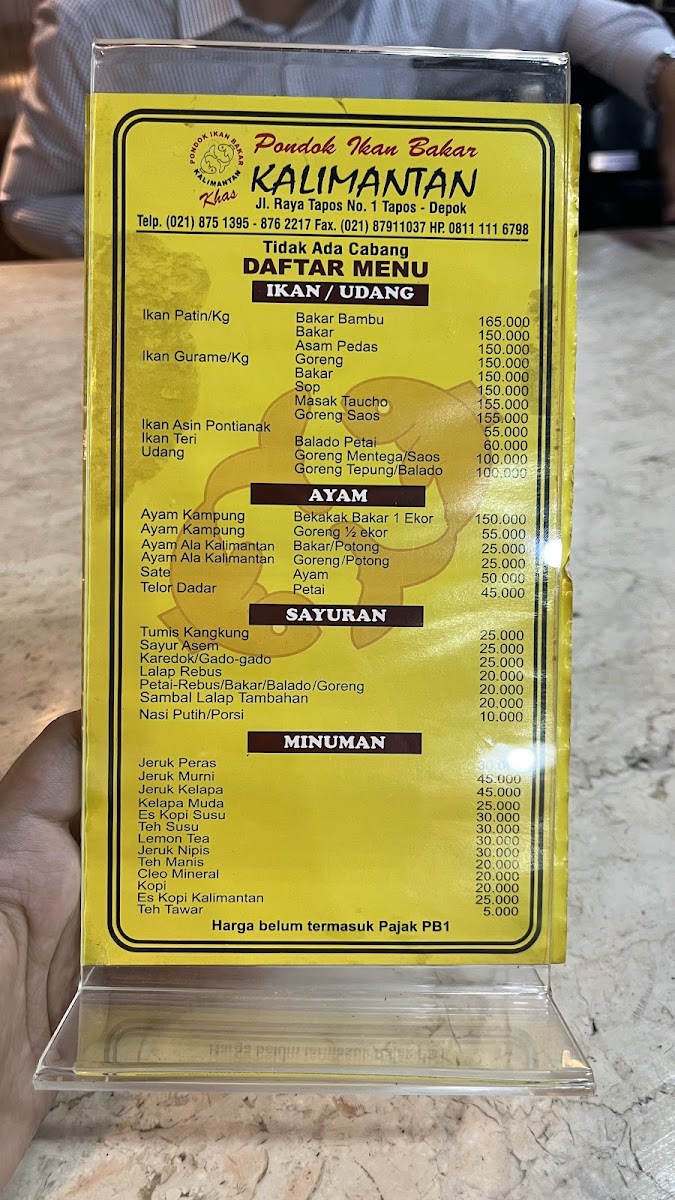 PONDOK IKAN BAKAR
KALIMANTAN
Pondok Ikan Bakar
Khas KALIMANTAN
Jl. Raya Tapos No. 1 Tapos - Depok
Telp. (021) 875 1395 - 876 2217 Fax. (021) 87911037 HP. 0811 111 6798
Tidak Ada Cabang
DAFTAR MENU
IKAN / UDANG
Ikan Patin/Kg Bakar Bambu 165.000
Bakar 150.000
Asam Pedas 150.000
Ikan Gurame/Kg Goreng 150.000
Bakar 150.000
Sop 150.000
Masak Taucho 155.000
Goreng Saos 155.000
Ikan Asin Pontianak 55.000
Ikan Teri Balado Petai 60.000
Udang Goreng Mentega/Saos 100.000
Goreng Tepung/Balado 100.000
AYAM
Ayam Kampung Bekakak Bakar 1 Ekor 150.000
Ayam Kampung Goreng ½ ekor 55.000
Ayam Ala Kalimantan Bakar/Potong 25.000
Ayam Ala Kalimantan Goreng/Potong 25.000
Sate Ayam 50.000
Telor Dadar Petai 45.000
SAYURAN
Tumis Kangkung 25.000
Sayur Asem 25.000
Karedok/Gado-gado 25.000
Lalap Rebus 20.000
Petai-Rebus/Bakar/Balado/Goreng 20.000
Sambal Lalap Tambahan 20.000
Nasi Putih/Porsi 10.000
MINUMAN
Jeruk Peras
Jeruk Murni 45.000
Jeruk Kelapa 45.000
Kelapa Muda 25.000
Es Kopi Susu 30.000
Teh Susu 30.000
Lemon Tea 30.000
Jeruk Nipis 30.000
Teh Manis 20.000
Cleo Mineral 20.000
Kopi 20.000
Es Kopi Kalimantan 25.000
Teh Tawar 5.000
Harga belum termasuk Pajak PB1